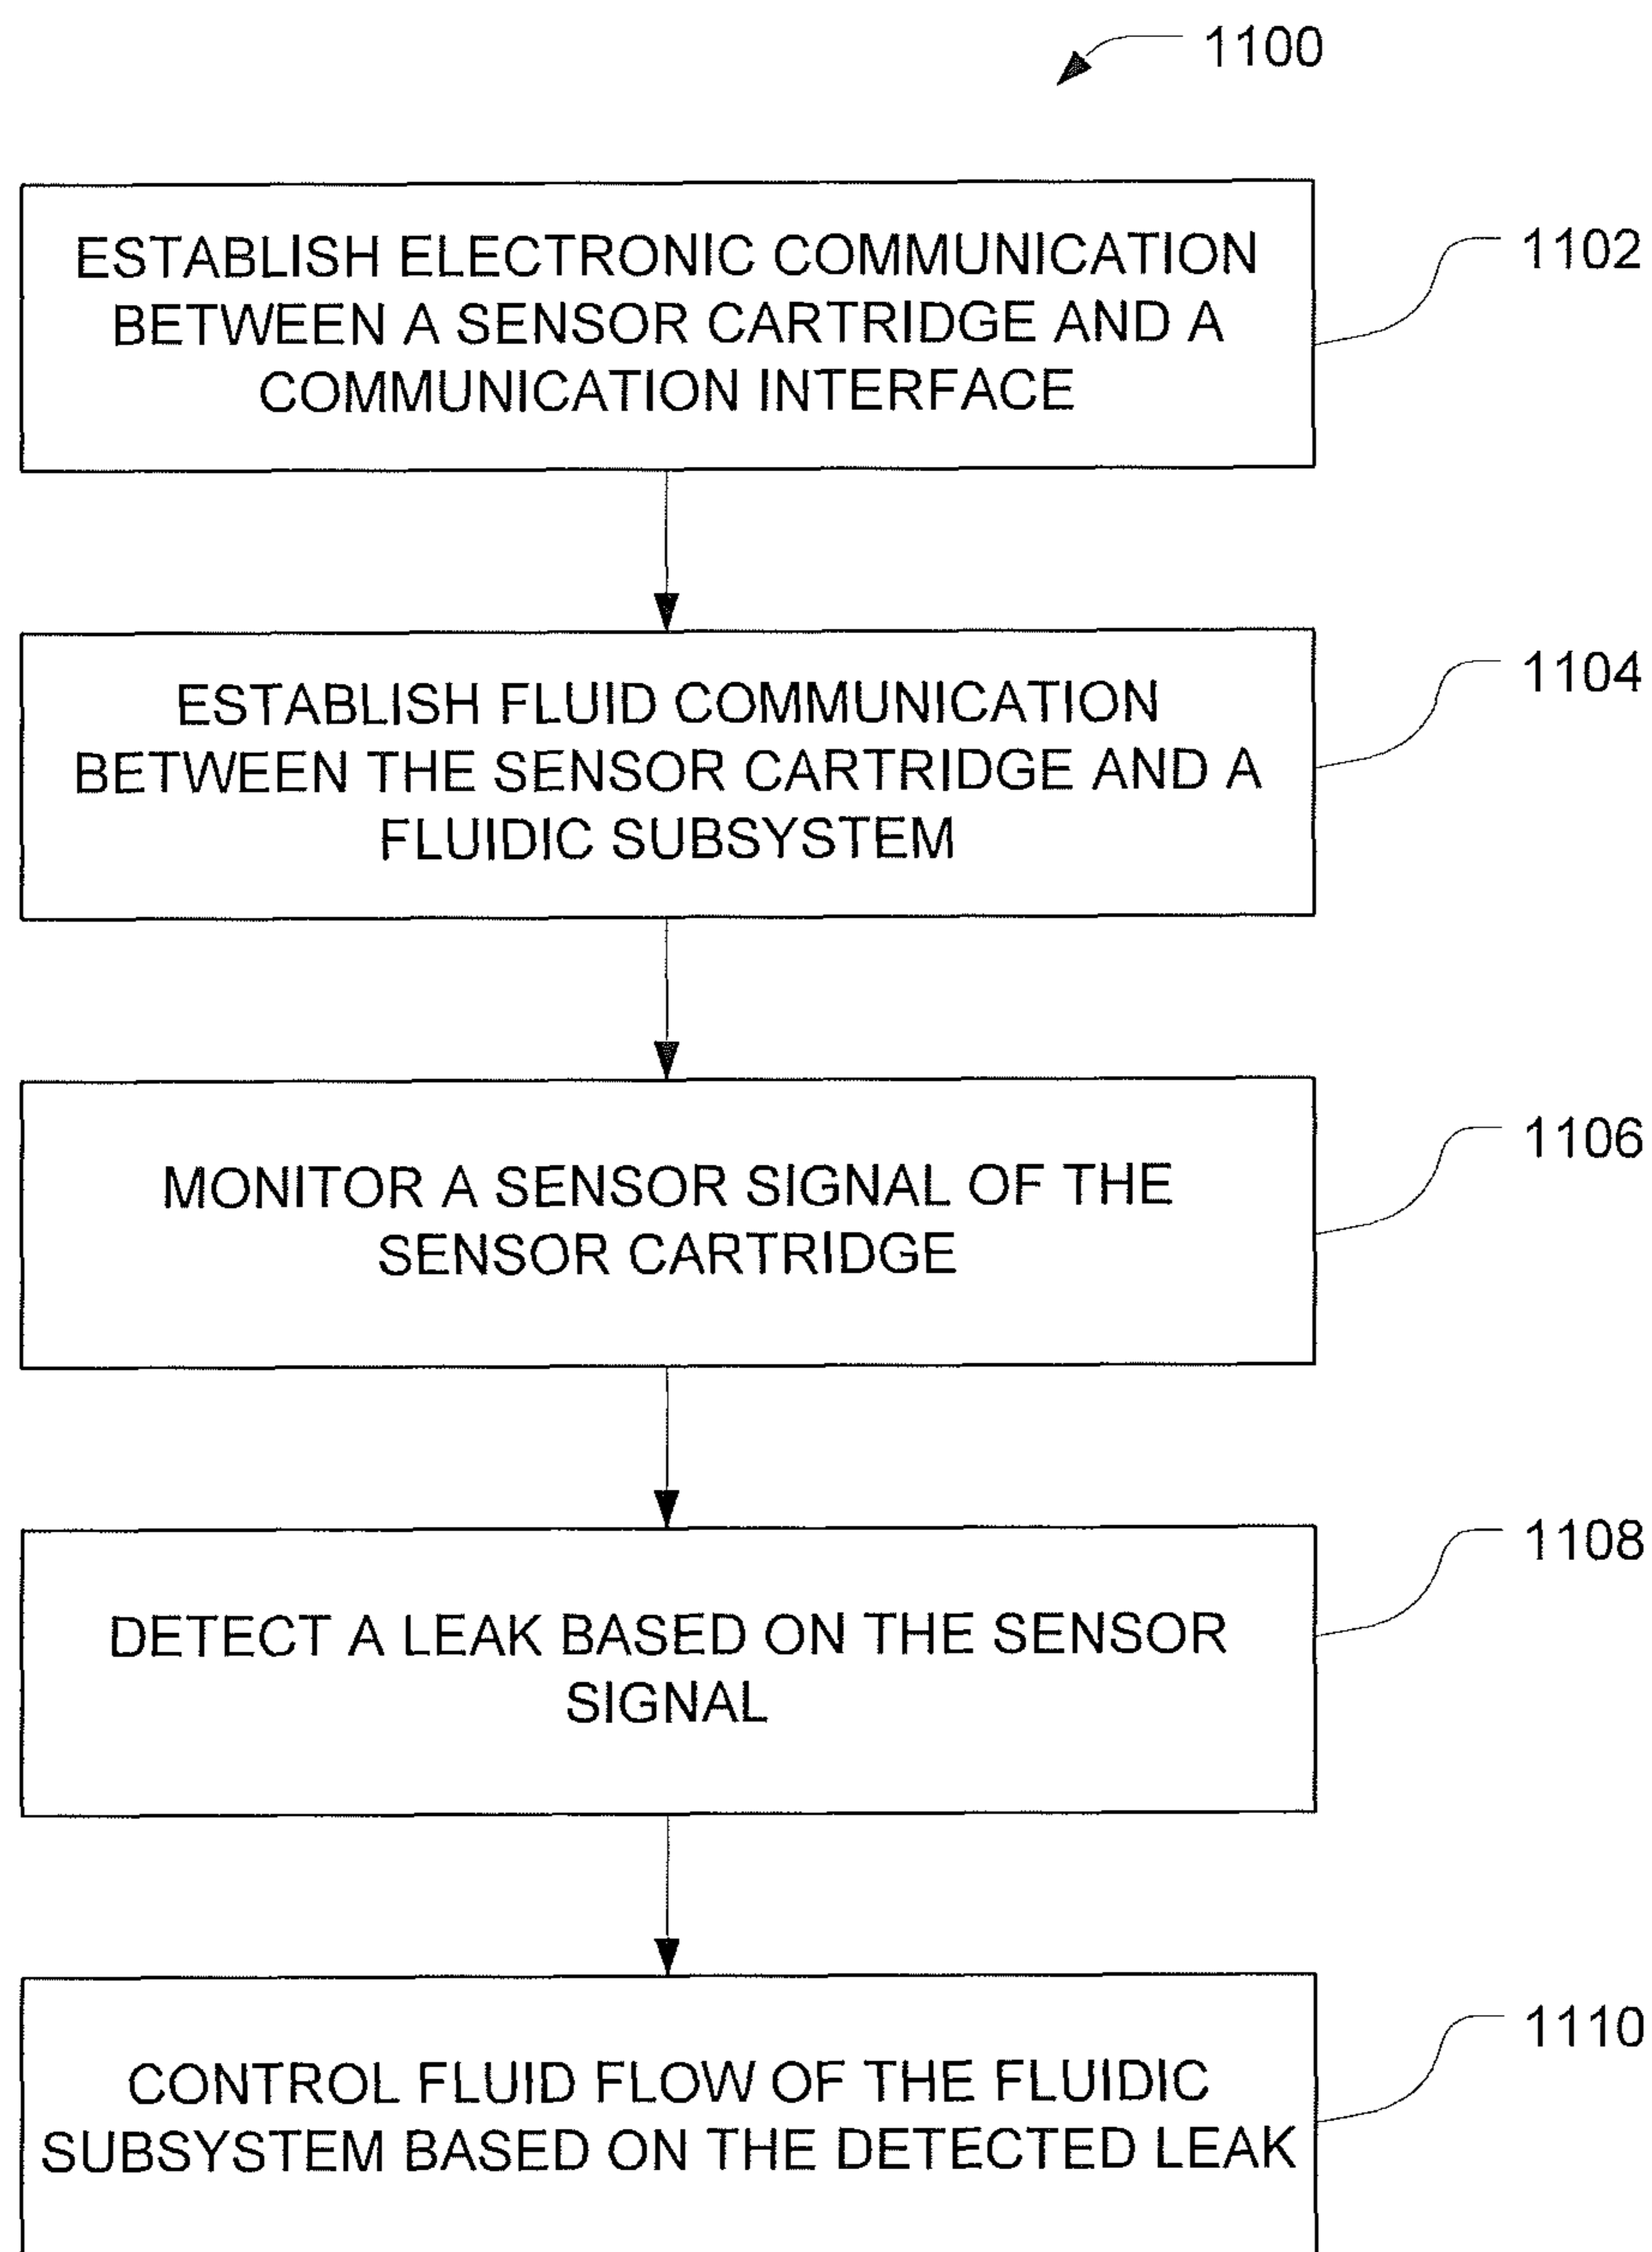 1100
ESTABLISH ELECTRONIC COMMUNICATION
BETWEEN A SENSOR CARTRIDGE AND A
COMMUNICATION INTERFACE
1102
ESTABLISH FLUID COMMUNICATION
BETWEEN THE SENSOR CARTRIDGE AND A
FLUIDIC SUBSYSTEM
1104
MONITOR A SENSOR SIGNAL OF THE
SENSOR CARTRIDGE
1106
DETECT A LEAK BASED ON THE SENSOR
SIGNAL
1108
CONTROL FLUID FLOW OF THE FLUIDIC
SUBSYSTEM BASED ON THE DETECTED LEAK
1110